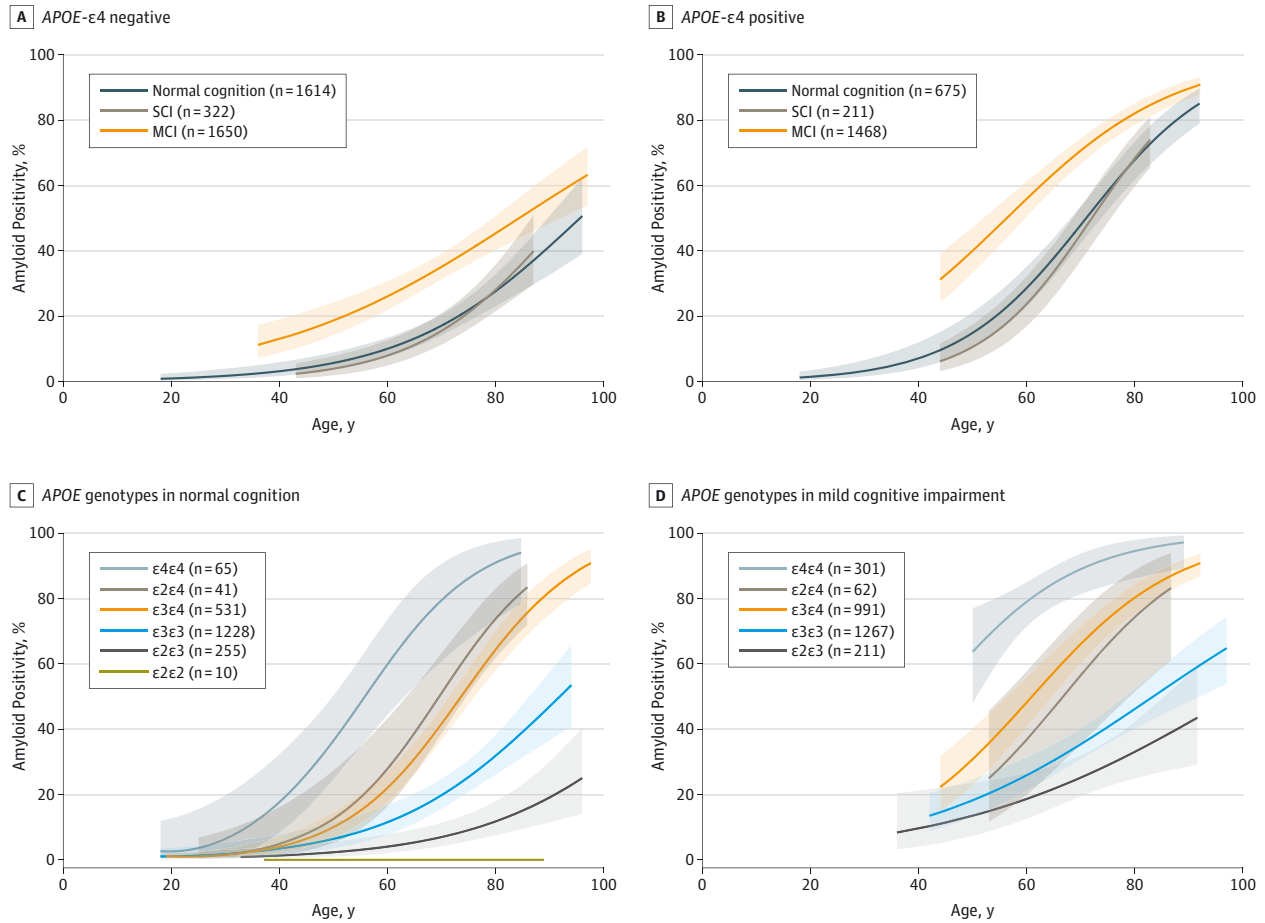 A APOE-ε4 negative
100
80
60
40
20
0
Amyloid Positivity, %
Normal cognition (n = 1614)
SCI (n = 322)
MCI (n = 1650)
0 20 40 60 80 100
Age, y
B APOE-ε4 positive
100
80
60
40
20
0
Amyloid Positivity, %
Normal cognition (n = 675)
SCI (n = 211)
MCI (n = 1468)
0 20 40 60 80 100
Age, y
C APOE genotypes in normal cognition
100
80
60
40
20
0
Amyloid Positivity, %
ε4ε4 (n = 65)
ε2ε4 (n = 41)
ε3ε4 (n = 531)
ε3ε3 (n = 1228)
ε2ε3 (n = 255)
ε2ε2 (n = 10)
0 20 40 60 80 100
Age, y
D APOE genotypes in mild cognitive impairment
100
80
60
40
20
0
Amyloid Positivity, %
ε4ε4 (n = 301)
ε2ε4 (n = 62)
ε3ε4 (n = 991)
ε3ε3 (n = 1267)
ε2ε3 (n = 211)
0 20 40 60 80 100
Age, y